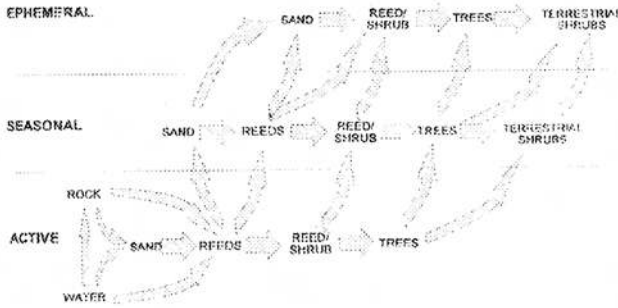 EPHEMERAL
SAND
REED/
SHRUB
TREES
TERRESTRIAL
SHRUBS
SEASONAL
SAND
REEDS
REED/
SHRUB
TREES
TERRESTRIAL
SHRUBS
ROCK
ACTIVE
SAND
REEDS
REED/
SHRUB
TREES
WATER